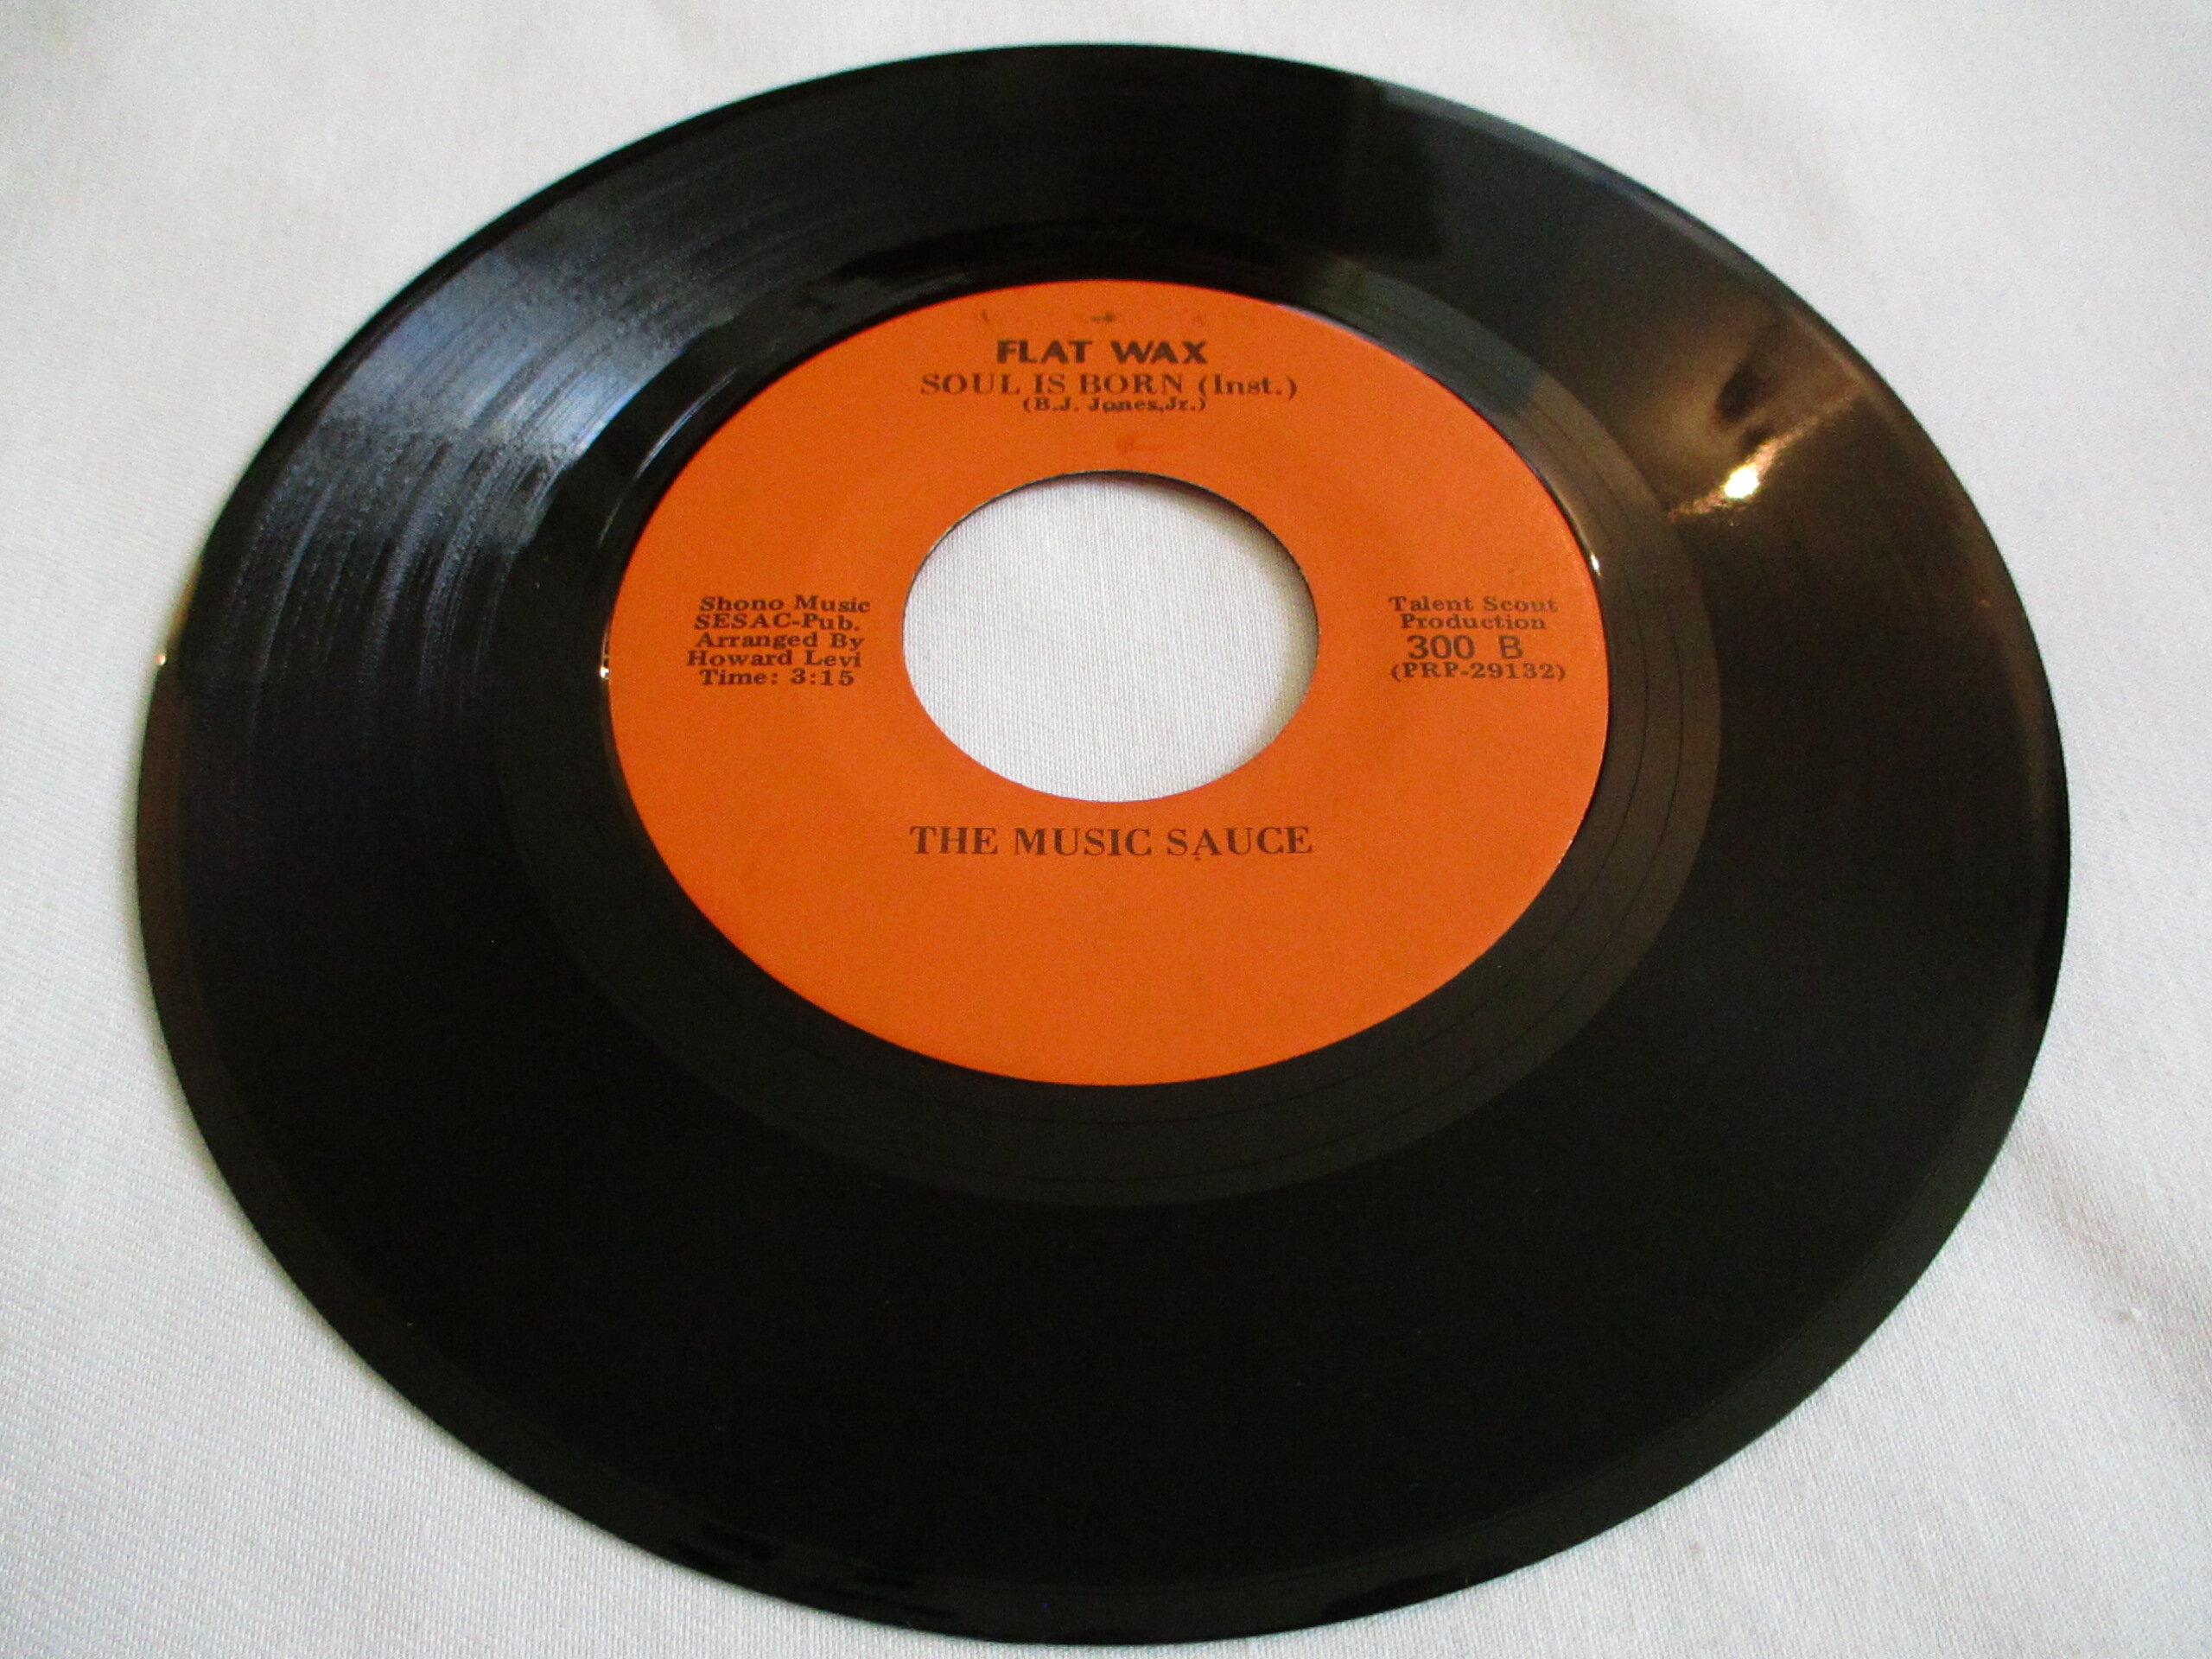 FLAT WAX
SOUL IS BORN (Inst.)
(B.J. Jones,Jr.)
Shono Music
SESAC-Pub.
Arranged By
Howard Levi
Time: 3:15
Talent Scout
Production
300 B
(PRP-29132)
THE MUSIC SAUCE